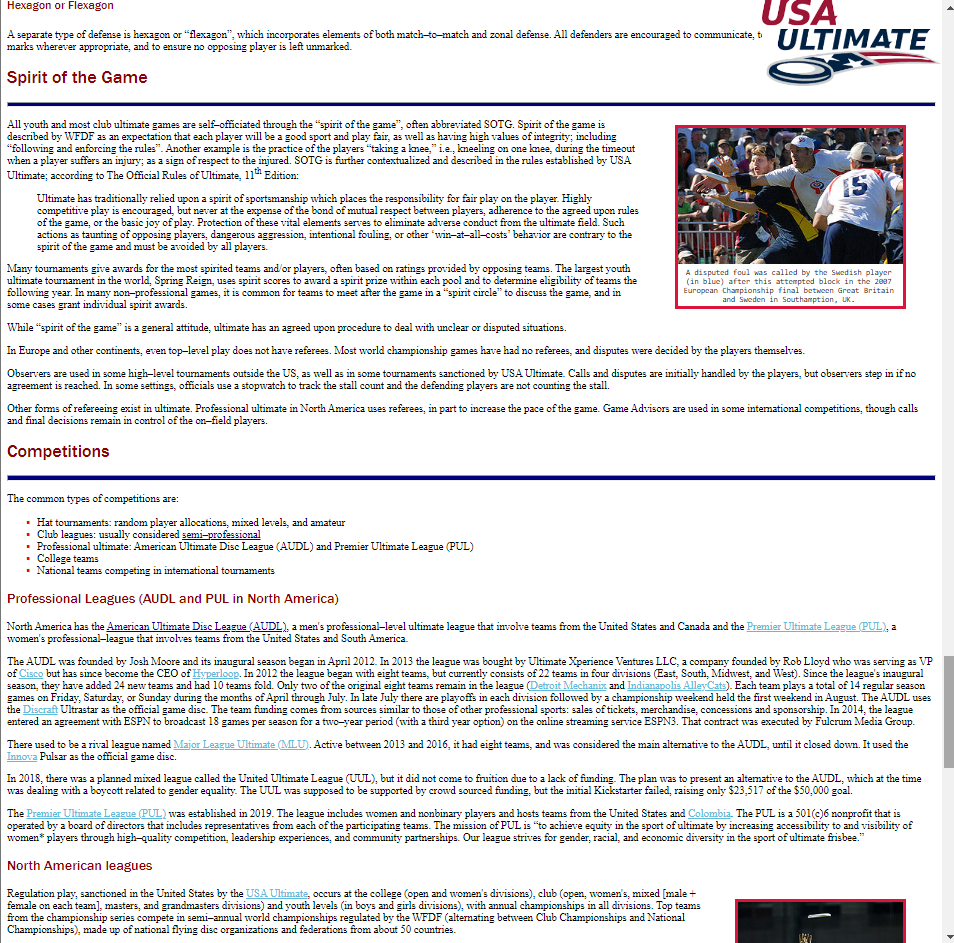 Hexagon or Flexagon
USA
ULTIMATE
A separate type of defense is hexagon or “flexagon”, which incorporates elements of both match–to–match and zonal defense. All defenders are encouraged to communicate, t
marks wherever appropriate, and to ensure no opposing player is left unmarked.
Spirit of the Game
All youth and most club ultimate games are self–officiated through the “spirit of the game”, often abbreviated SOTG. Spirit of the game is
described by WFDF as an expectation that each player will be a good sport and play fair, as well as having high values of integrity; including
“following and enforcing the rules”. Another example is the practice of the players “taking a knee,” i.e., kneeling on one knee, during the timeout
when a player suffers an injury; as a sign of respect to the injured. SOTG is further contextualized and described in the rules established by USA
Ultimate; according to The Official Rules of Ultimate, 11th Edition:
Ultimate has traditionally relied upon a spirit of sportsmanship which places the responsibility for fair play on the player. Highly
competitive play is encouraged, but never at the expense of the bond of mutual respect between players, adherence to the agreed upon rules
of the game, or the basic joy of play. Protection of these vital elements serves to eliminate adverse conduct from the ultimate field. Such
actions as taunting of opposing players, dangerous aggression, intentional fouling, or other ‘win–at–all–costs’ behavior are contrary to the
spirit of the game and must be avoided by all players.
15
A disputed foul was called by the Swedish player
(in blue) after this attempted block in the 2007
European Championship final between Great Britain
and Sweden in Southamption, UK.
Many tournaments give awards for the most spirited teams and/or players, often based on ratings provided by opposing teams. The largest youth
ultimate tournament in the world, Spring Reign, uses spirit scores to award a spirit prize within each pool and to determine eligibility of teams the
following year. In many non–professional games, it is common for teams to meet after the game in a “spirit circle” to discuss the game, and in
some cases grant individual spirit awards.
While “spirit of the game” is a general attitude, ultimate has an agreed upon procedure to deal with unclear or disputed situations.
In Europe and other continents, even top–level play does not have referees. Most world championship games have had no referees, and disputes were decided by the players themselves.
Observers are used in some high–level tournaments outside the US, as well as in some tournaments sanctioned by USA Ultimate. Calls and disputes are initially handled by the players, but observers step in if no
agreement is reached. In some settings, officials use a stopwatch to track the stall count and the defending players are not counting the stall.
Other forms of refereeing exist in ultimate. Professional ultimate in North America uses referees, in part to increase the pace of the game. Game Advisors are used in some international competitions, though calls
and final decisions remain in control of the on–field players.
Competitions
The common types of competitions are:
Hat tournaments: random player allocations, mixed levels, and amateur
Club leagues: usually considered semi–professional
Professional ultimate: American Ultimate Disc League (AUDL) and Premier Ultimate League (PUL)
College teams
National teams competing in international tournaments
Professional Leagues (AUDL and PUL in North America)
North America has the American Ultimate Disc League (AUDL), a men's professional–level ultimate league that involve teams from the United States and Canada and the Premier Ultimate League (PUL), a
women's professional–league that involves teams from the United States and South America.
The AUDL was founded by Josh Moore and its inaugural season began in April 2012. In 2013 the league was bought by Ultimate Xperience Ventures LLC, a company founded by Rob Lloyd who was serving as VP
of Cisco but has since become the CEO of Hyperloop. In 2012 the league began with eight teams, but currently consists of 22 teams in four divisions (East, South, Midwest, and West). Since the league's inaugural
season, they have added 24 new teams and had 10 teams fold. Only two of the original eight teams remain in the league (Detroit Mechanix and Indianapolis AlleyCats). Each team plays a total of 14 regular season
games on Friday, Saturday, or Sunday during the months of April through July. In late July there are playoffs in each division followed by a championship weekend held the first weekend in August. The AUDL uses
the Discraft Ultrastar as the official game disc. The team funding comes from sources similar to those of other professional sports: sales of tickets, merchandise, concessions and sponsorship. In 2014, the league
entered an agreement with ESPN to broadcast 18 games per season for a two–year period (with a third year option) on the online streaming service ESPN3. That contract was executed by Fulcrum Media Group.
There used to be a rival league named Major League Ultimate (MLU). Active between 2013 and 2016, it had eight teams, and was considered the main alternative to the AUDL, until it closed down. It used the
Innova Pulsar as the official game disc.
In 2018, there was a planned mixed league called the United Ultimate League (UUL), but it did not come to fruition due to a lack of funding. The plan was to present an alternative to the AUDL, which at the time
was dealing with a boycott related to gender equality. The UUL was supposed to be supported by crowd sourced funding, but the initial Kickstarter failed, raising only $23,517 of the $50,000 goal.
The Premier Ultimate League (PUL) was established in 2019. The league includes women and nonbinary players and hosts teams from the United States and Colombia. The PUL is a 501(c)6 nonprofit that is
operated by a board of directors that includes representatives from each of the participating teams. The mission of PUL is “to achieve equity in the sport of ultimate by increasing accessibility to and visibility of
women* players through high–quality competition, leadership experiences, and community partnerships. Our league strives for gender, racial, and economic diversity in the sport of ultimate frisbee.”
North American leagues
Regulation play, sanctioned in the United States by the USA Ultimate, occurs at the college (open and women's divisions), club (open, women's, mixed [male +
female on each team], masters, and grandmasters divisions) and youth levels (in boys and girls divisions), with annual championships in all divisions. Top teams
from the championship series compete in semi–annual world championships regulated by the WFDF (alternating between Club Championships and National
Championships), made up of national flying disc organizations and federations from about 50 countries.